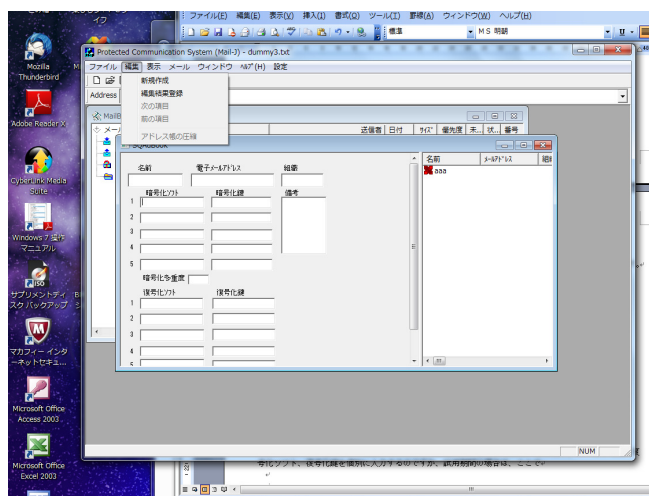 ファイル(F) 編集(E) 表示(V) 挿入(I) 書式(O) ツール(T) 罫線(A) ウィンドウ(W) ヘルプ(H)
イフ
標準
MS 明朝
Mozilla Thunderbird
Adobe Reader X
CyberLink Media Suite
Windows 7 操作マニュアル
サプリメントディスク バックアップ
マカフィー インターネットセキュ...
Microsoft Office Access 2003
Microsoft Office Excel 2003
Protected Communication System (Mail-J) - dummy3.txt
ファイル 編集 表示 メール ウィンドウ ヘルプ(H) 設定
新規作成
編集結果登録
次の項目
前の項目
アドレス帳の圧縮
Address
送信者 日付 サイズ 優先度 未... 状... 番号
名前 電子メールアドレス 組織
暗号化ソフト 暗号化鍵 備考
1
2
3
4
5
暗号化多重度
復号化ソフト 復号化鍵
1
2
3
4
5
名前 メールアドレス
aaa
NUM
号化ソフト、復号化鍵を個別に入力するのですが、試用期間の場合は、ここで